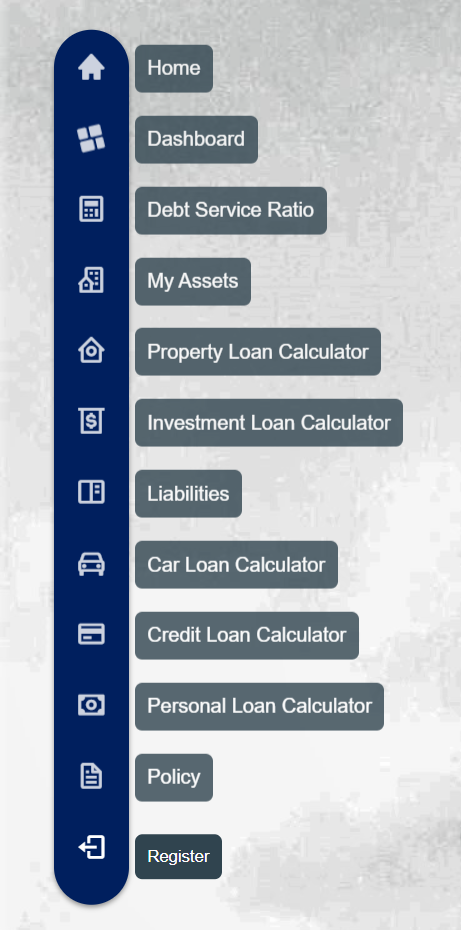 Home
Dashboard
Debt Service Ratio
My Assets
Property Loan Calculator
Investment Loan Calculator
Liabilities
Car Loan Calculator
Credit Loan Calculator
Personal Loan Calculator
Policy
Register